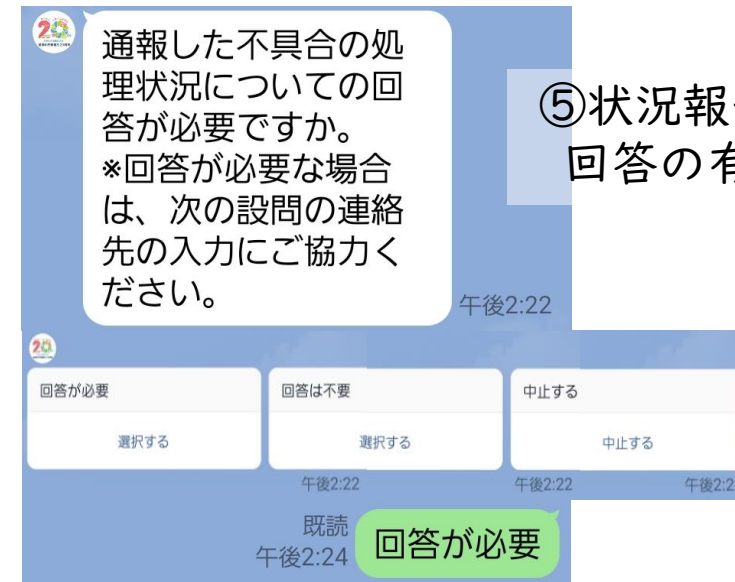 通報した不具合の処
理状況についての回
答が必要ですか。
※回答が必要な場合
は、次の設問の連絡
先の入力にご協力く
ださい。
午後2:22
⑤状況報
回答の有
20
回答が必要
回答は不要
中止する
選択する
選択する
中止する
午後2:22
午後2:22
午後2:2
既読
午後2:24
回答が必要